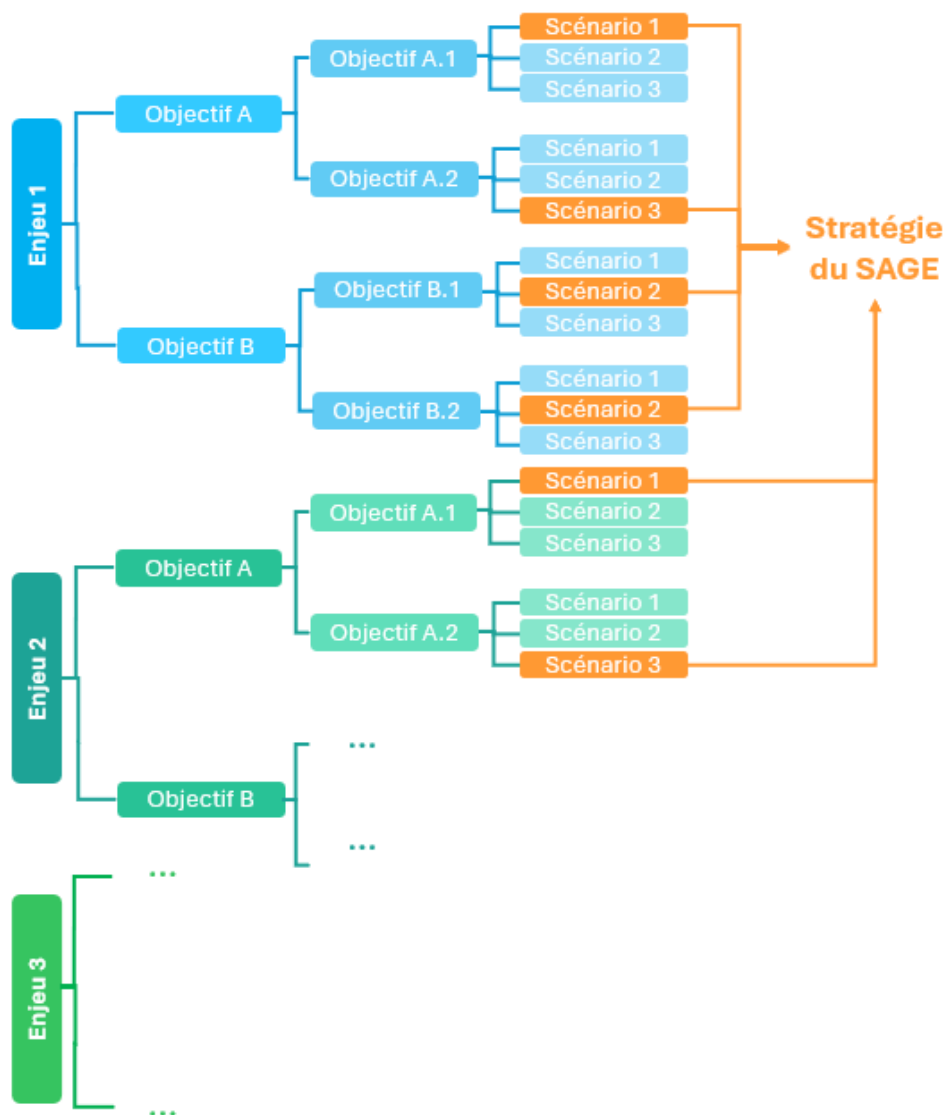 Enjeu 1
Objectif A
Objectif A.1
Scénario 1
Scénario 2
Scénario 3
Objectif A.2
Scénario 1
Scénario 2
Scénario 3
Objectif B
Objectif B.1
Scénario 1
Scénario 2
Scénario 3
Objectif B.2
Scénario 1
Scénario 2
Scénario 3
Stratégie
du SAGE
Enjeu 2
Objectif A
Objectif A.1
Scénario 1
Scénario 2
Scénario 3
Objectif A.2
Scénario 1
Scénario 2
Scénario 3
Objectif B
...
...
Enjeu 3
...
...